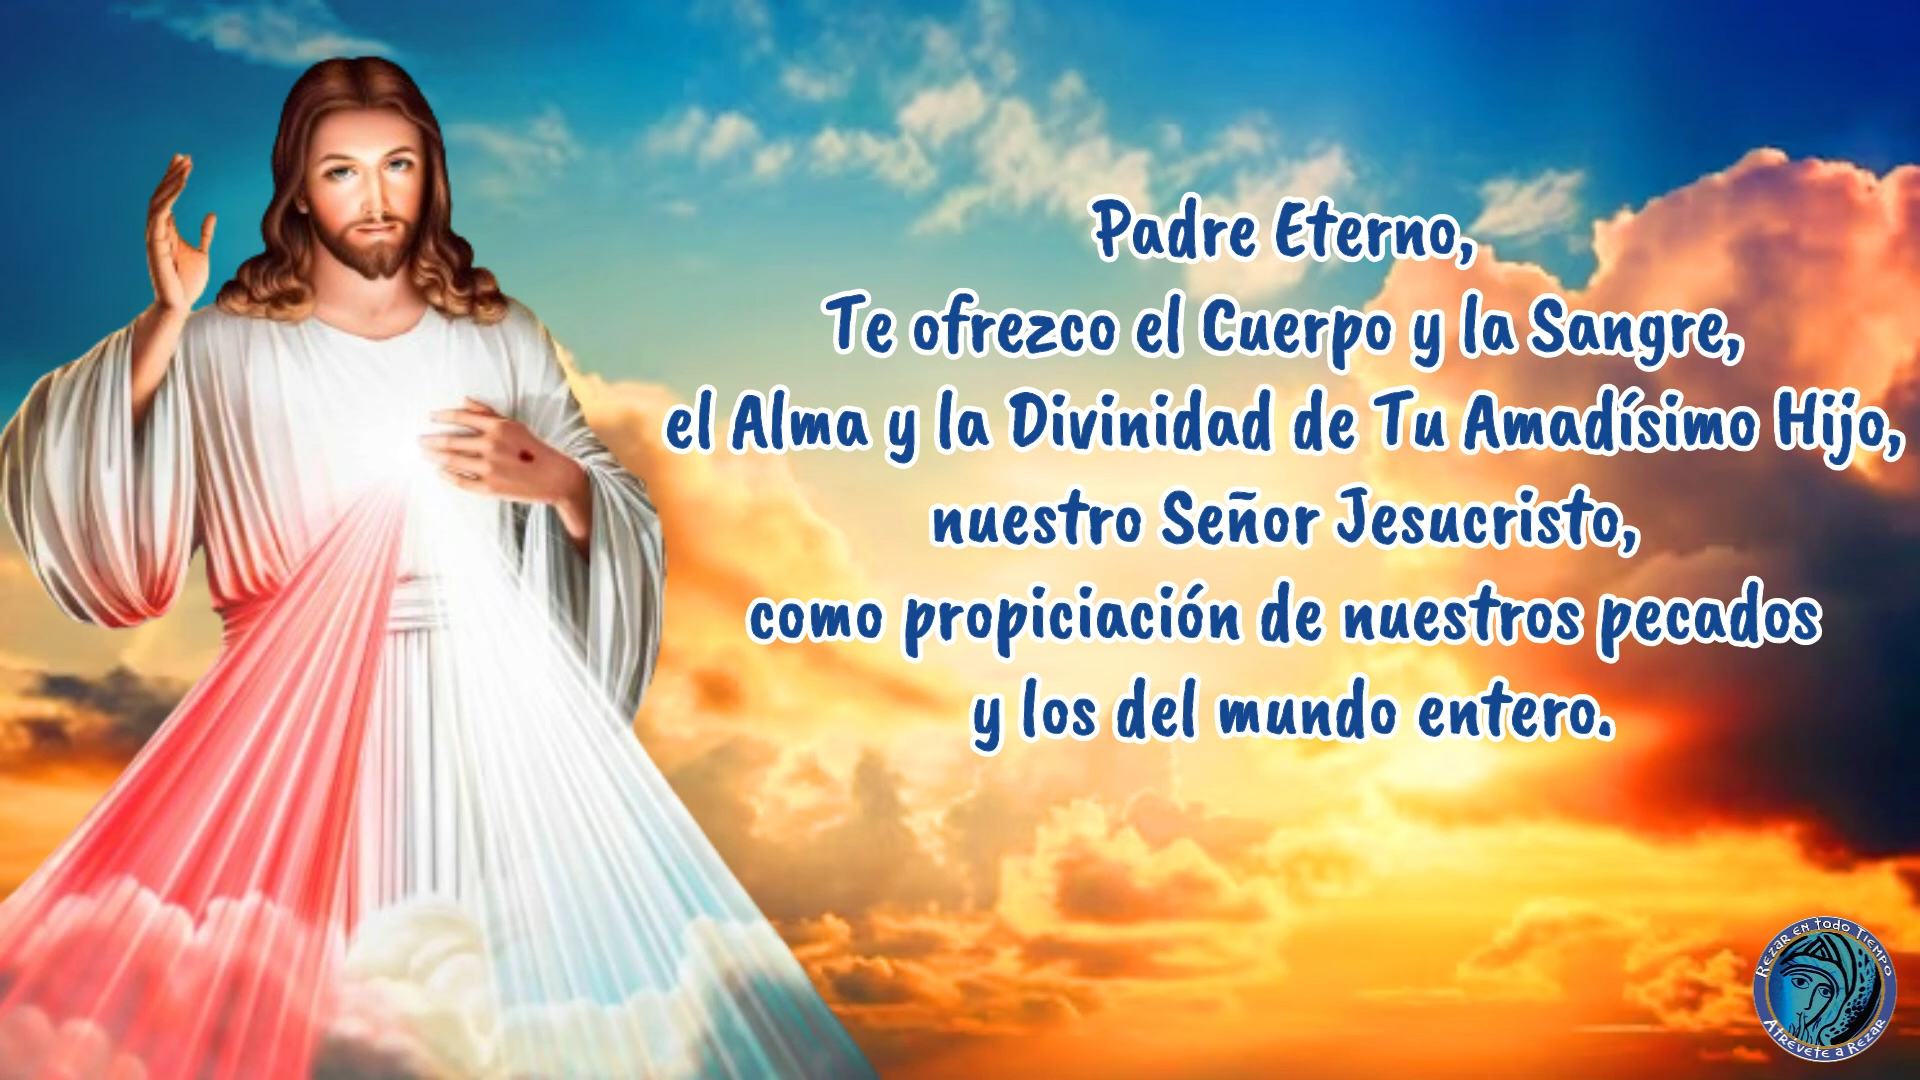 Padre Eterno,
Te ofrezco el Cuerpo y la Sangre,
el Alma y la Divinidad de Tu Amadísimo Hijo,
nuestro Señor Jesucristo,
como propiciación de nuestros pecados
y los del mundo entero.
Rezar en Todo Tiempo
Atrévete a Rezar